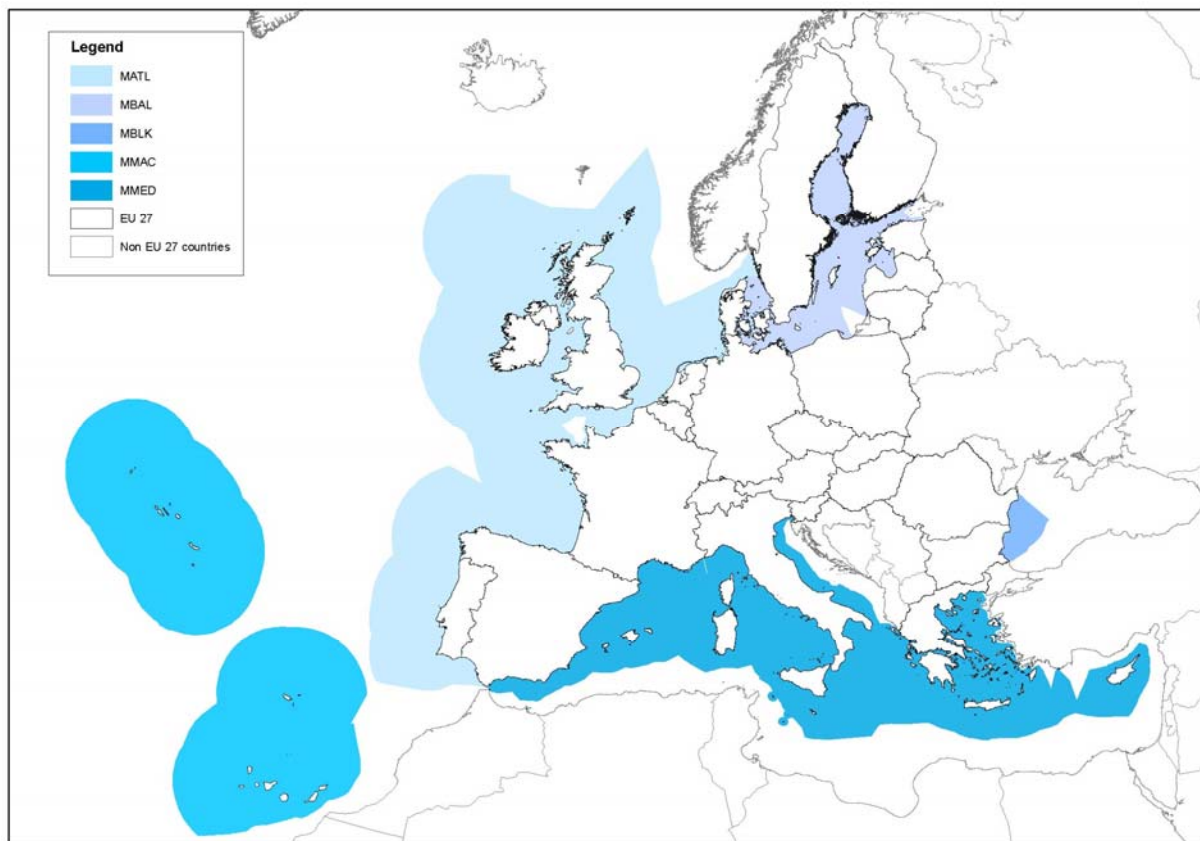 Legend
MATL
MBAL
MBLK
MMAC
MMED
EU 27
Non EU 27 countries